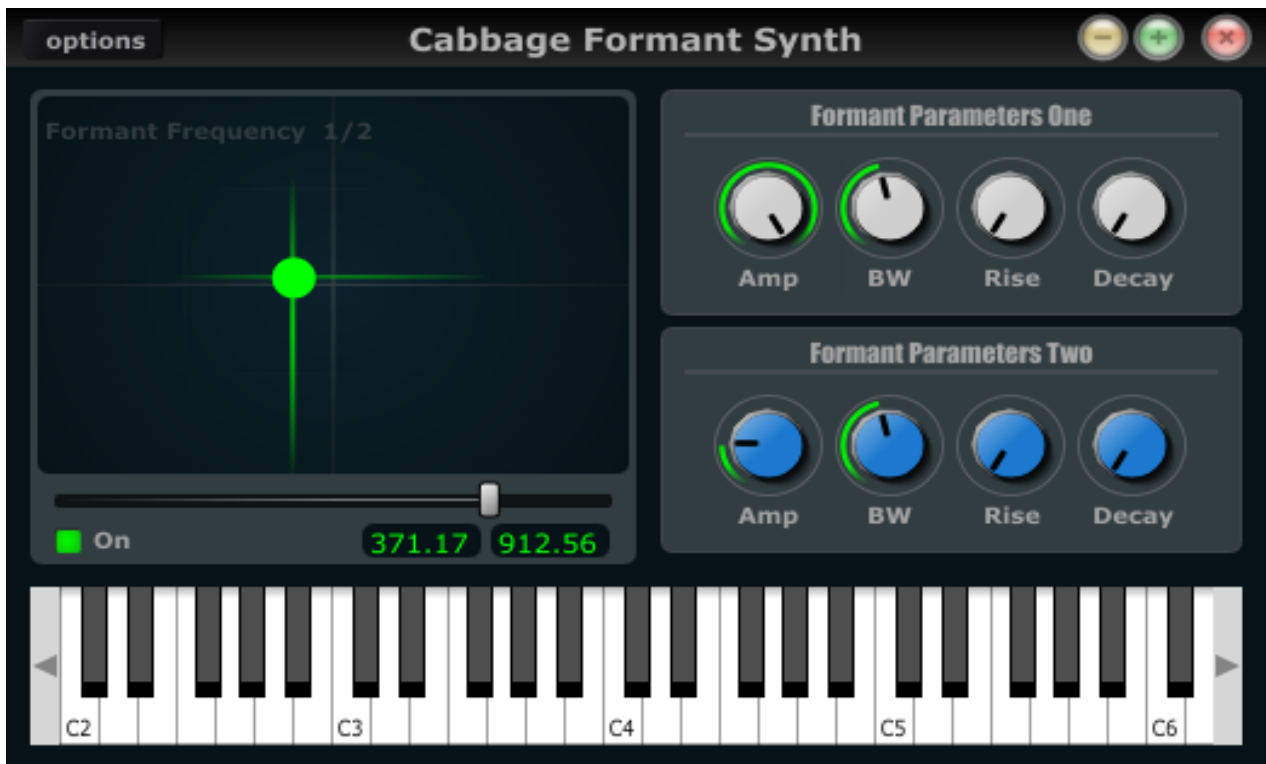 options
Cabbage Formant Synth
Formant Frequency 1/2
On
371.17 912.56
Formant Parameters One
Amp BW Rise Decay
Formant Parameters Two
Amp BW Rise Decay
C2 C3 C4 C5 C6